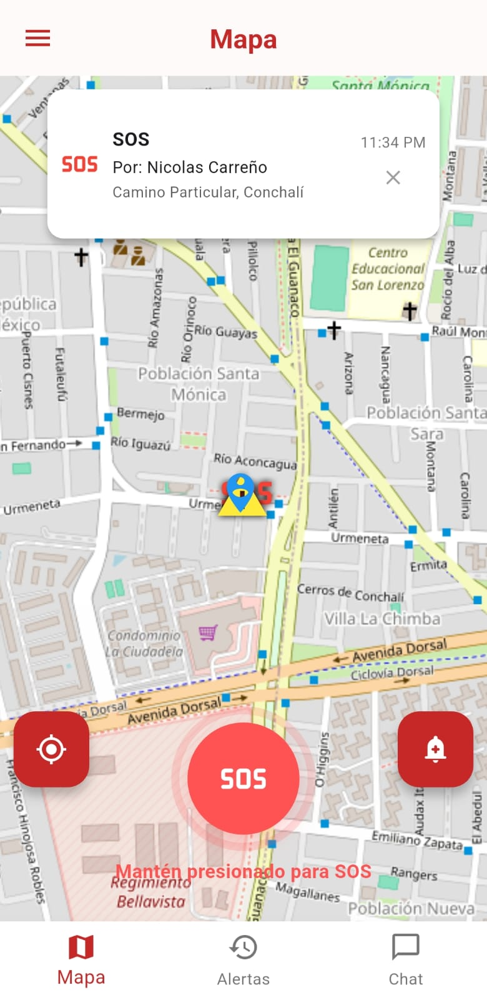 Mapa
Santa Mónica
SOS
11:34 PM
SOS
Por: Nicolas Carreño
Camino Particular, Conchalí
Montana
Pillolco
a El Guanaco
Centro
Educacional
San Lorenzo
Rocío del Alba
Luz d
epública
léxico
Río Amazonas
Río Orinoco
Río Guayas
Raúl Mon
Puerto Cisnes
Futaleufú
Arizona
Nancagua
Carolina
Población Santa
Mónica
Bermejo
Población Santa
Sara
n Fernando
Río Iguazú
Río Aconcagua
Montana
Carolina
Antilén
Urmeneta
Urme
Urmeneta
Ermita
Cerros de Conchalí
Villa La Chimba
Condominio
La Ciudadela
Avenida Dorsal
Ciclovía Dorsal
ía Dorsal
Avenida Dorsal
O'Higgins
Francisco Hinojosa Robles
SOS
Audax It
El Abedul
Emiliano Zapata
Mantén presionado para SOS
Rangers
Regimiento
Bellavista
Guanaco
Magallanes
Población Nueva
Mapa
Alertas
Chat